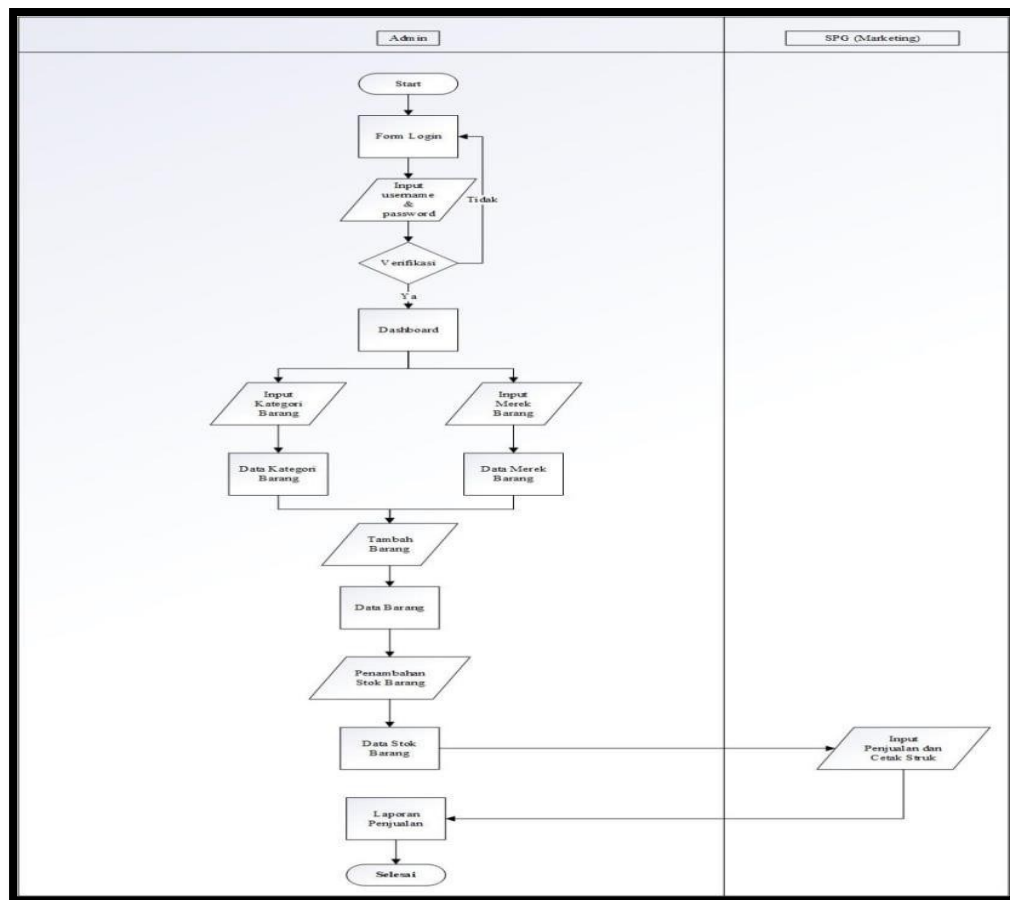 Admin
SPG (Marketing)
Start
Form Login
Input
username
&
password
Tidak
Verifikasi
Ya
Dashboard
Input
Kategori
Barang
Input
Merek
Barang
Data Kategori
Barang
Data Merek
Barang
Tambah
Barang
Data Barang
Penambahan
Stok Barang
Data Stok
Barang
Input
Penjualan dan
Cetak Struk
Laporan
Penjualan
Selesai